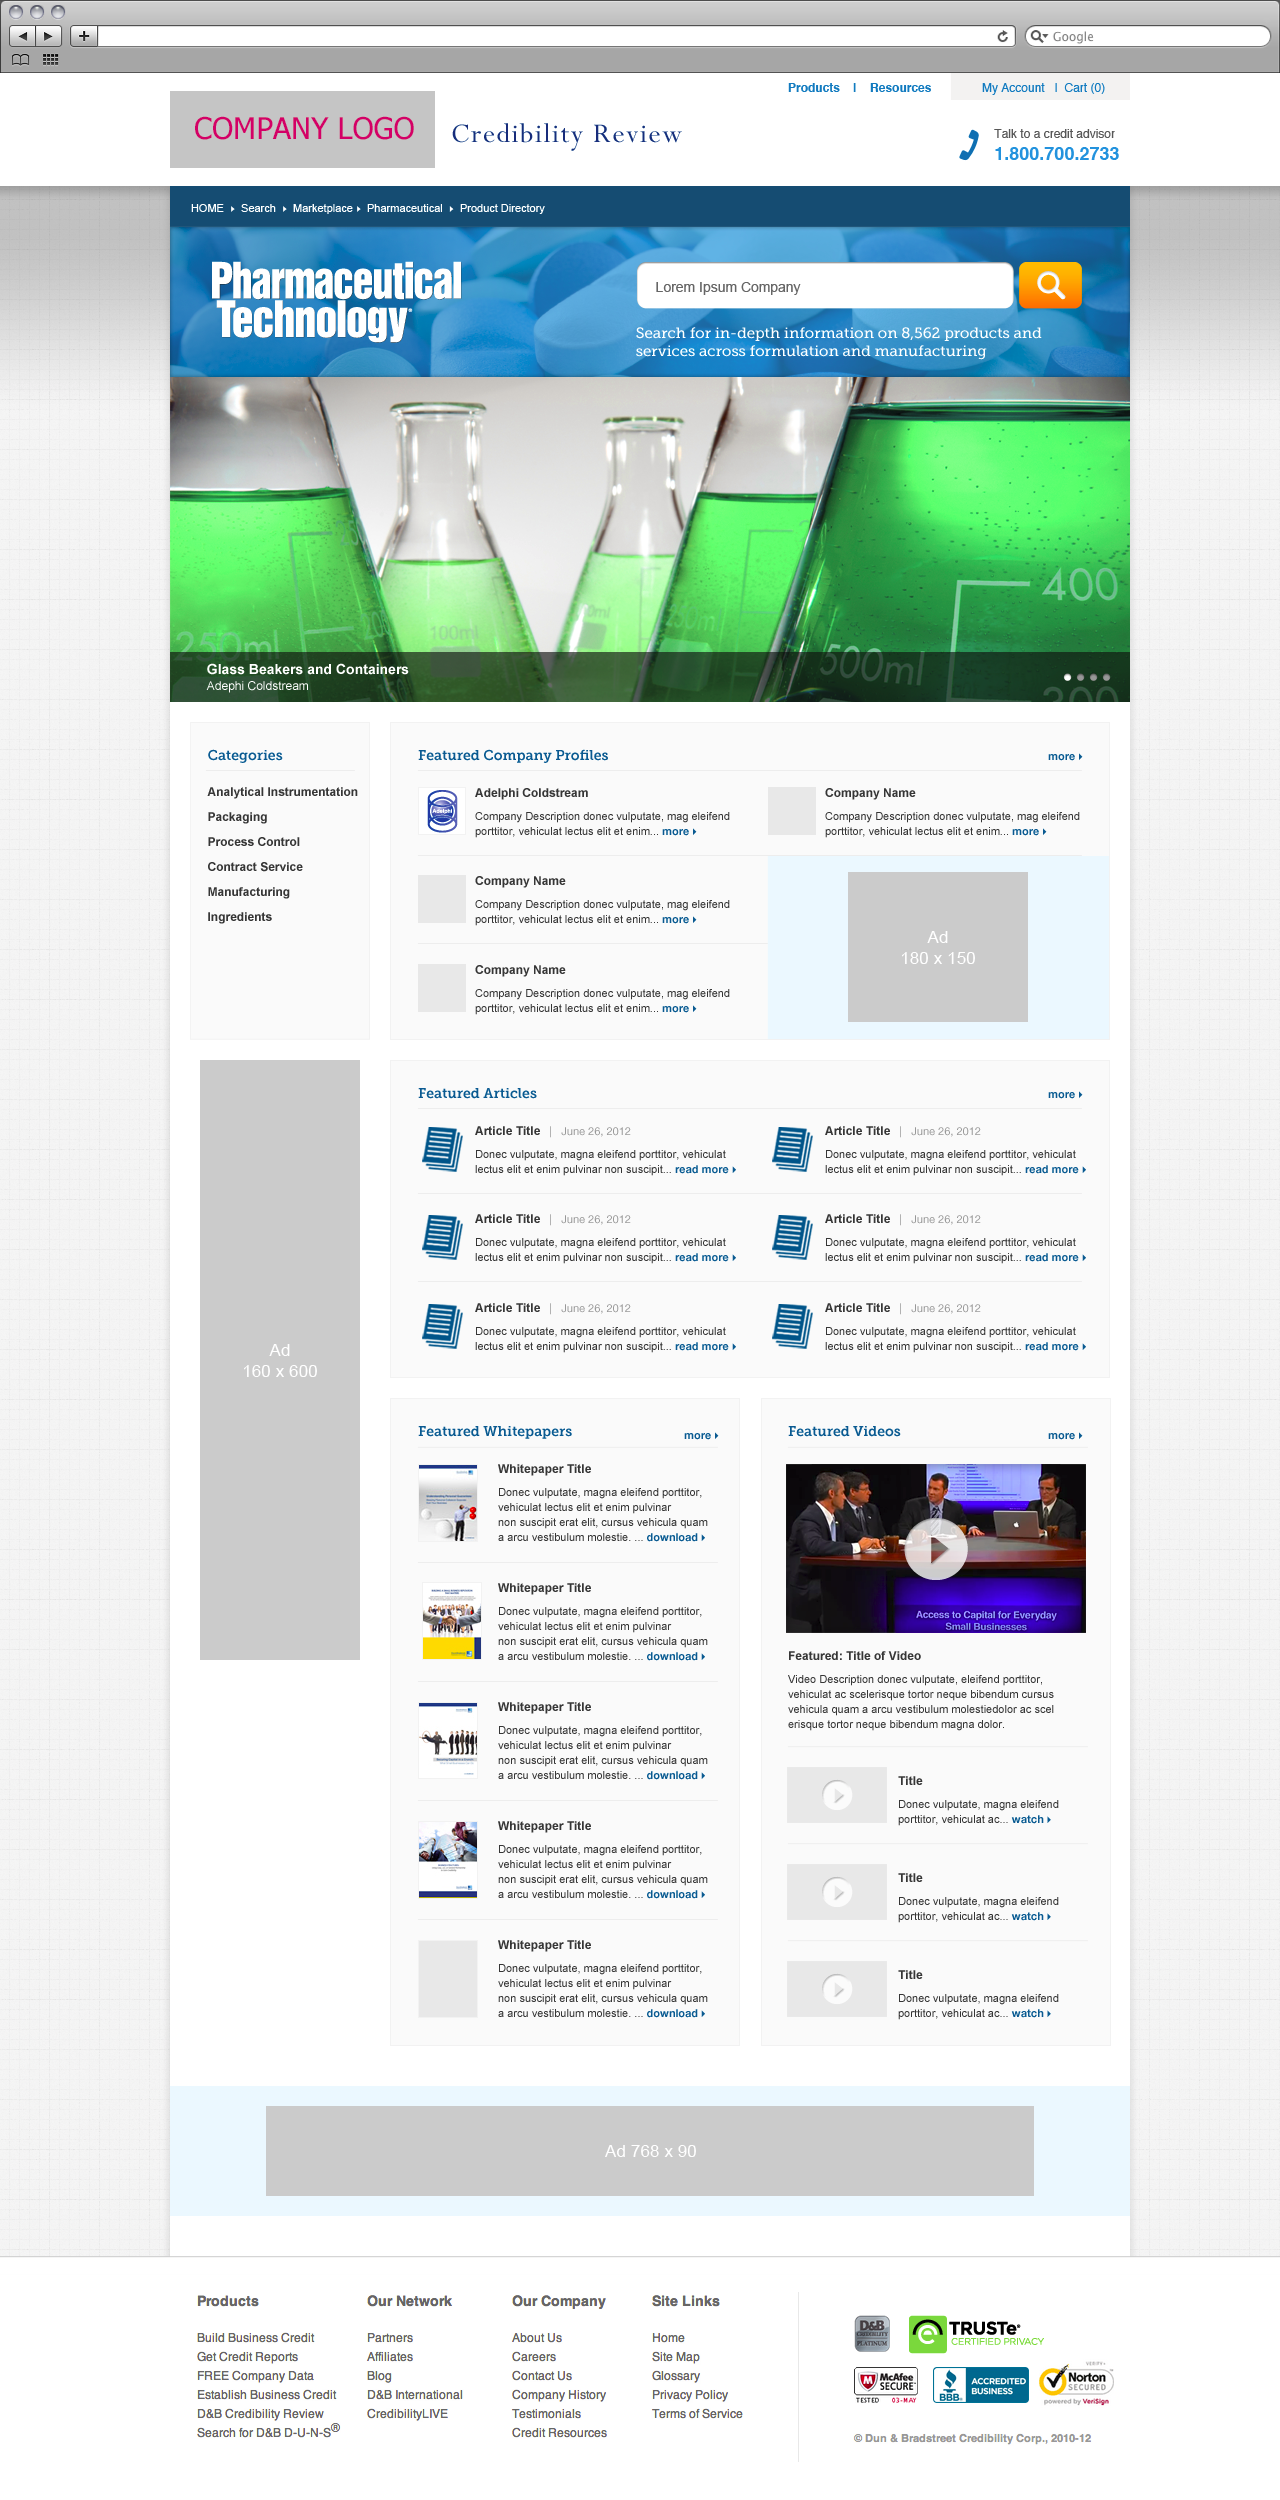 Google
Products | Resources
My Account | Cart (0)
COMPANY LOGO
Credibility Review
Talk to a credit advisor
1.800.700.2733
HOME Search Marketplace Pharmaceutical Product Directory
Pharmaceutical
Technology
Lorem Ipsum Company
Search for in-depth information on 8,562 products and
services across formulation and manufacturing
400
250ml
100ml
500ml
300
Glass Beakers and Containers
Adephi Coldstream
Categories
Analytical Instrumentation
Packaging
Process Control
Contract Service
Manufacturing
Ingredients
Featured Company Profiles
more
Adelphi
Adelphi Coldstream
Company Description donec vulputate, mag eleifend
porttitor, vehiculat lectus elit et enim... more
Company Name
Company Description donec vulputate, mag eleifend
porttitor, vehiculat lectus elit et enim... more
Company Name
Company Description donec vulputate, mag eleifend
porttitor, vehiculat lectus elit et enim... more
Company Name
Company Description donec vulputate, mag eleifend
porttitor, vehiculat lectus elit et enim... more
Ad
180 x 150
Ad
160 x 600
Featured Articles
more
Article Title | June 26, 2012
Donec vulputate, magna eleifend porttitor, vehiculat
lectus elit et enim pulvinar non suscipit... read more
Article Title | June 26, 2012
Donec vulputate, magna eleifend porttitor, vehiculat
lectus elit et enim pulvinar non suscipit... read more
Article Title | June 26, 2012
Donec vulputate, magna eleifend porttitor, vehiculat
lectus elit et enim pulvinar non suscipit... read more
Article Title | June 26, 2012
Donec vulputate, magna eleifend porttitor, vehiculat
lectus elit et enim pulvinar non suscipit... read more
Article Title | June 26, 2012
Donec vulputate, magna eleifend porttitor, vehiculat
lectus elit et enim pulvinar non suscipit... read more
Article Title | June 26, 2012
Donec vulputate, magna eleifend porttitor, vehiculat
lectus elit et enim pulvinar non suscipit... read more
Featured Whitepapers
more
Whitepaper Title
Donec vulputate, magna eleifend porttitor,
vehiculat lectus elit et enim pulvinar
non suscipit erat elit, cursus vehicula quam
a arcu vestibulum molestie. ... download
Whitepaper Title
Donec vulputate, magna eleifend porttitor,
vehiculat lectus elit et enim pulvinar
non suscipit erat elit, cursus vehicula quam
a arcu vestibulum molestie. ... download
Whitepaper Title
Donec vulputate, magna eleifend porttitor,
vehiculat lectus elit et enim pulvinar
non suscipit erat elit, cursus vehicula quam
a arcu vestibulum molestie. ... download
Whitepaper Title
Donec vulputate, magna eleifend porttitor,
vehiculat lectus elit et enim pulvinar
non suscipit erat elit, cursus vehicula quam
a arcu vestibulum molestie. ... download
Whitepaper Title
Donec vulputate, magna eleifend porttitor,
vehiculat lectus elit et enim pulvinar
non suscipit erat elit, cursus vehicula quam
a arcu vestibulum molestie. ... download
Featured Videos
more
Access to Capital for Everyday
Small Businesses
Featured: Title of Video
Video Description donec vulputate, eleifend porttitor,
vehiculat ac scelerisque tortor neque bibendum cursus
vehicula quam a arcu vestibulum molestiedolor ac scel
erisque tortor neque bibendum magna dolor.
Title
Donec vulputate, magna eleifend
porttitor, vehiculat ac... watch
Title
Donec vulputate, magna eleifend
porttitor, vehiculat ac... watch
Title
Donec vulputate, magna eleifend
porttitor, vehiculat ac... watch
Ad 768 x 90
Products
Build Business Credit
Get Credit Reports
FREE Company Data
Establish Business Credit
D&B Credibility Review
Search for D&B D-U-N-S®
Our Network
Partners
Affiliates
Blog
D&B International
CredibilityLIVE
Our Company
About Us
Careers
Contact Us
Company History
Testimonials
Credit Resources
Site Links
Home
Site Map
Glossary
Privacy Policy
Terms of Service
D&B
CREDIBILITY
PLATINUM
TRUSTe
CERTIFIED PRIVACY
McAfee
SECURE
TESTED 03-MAY
BBB
ACCREDITED
BUSINESS
VERIFY
Norton
SECURED
powered by VeriSign
© Dun & Bradstreet Credibility Corp., 2010-12